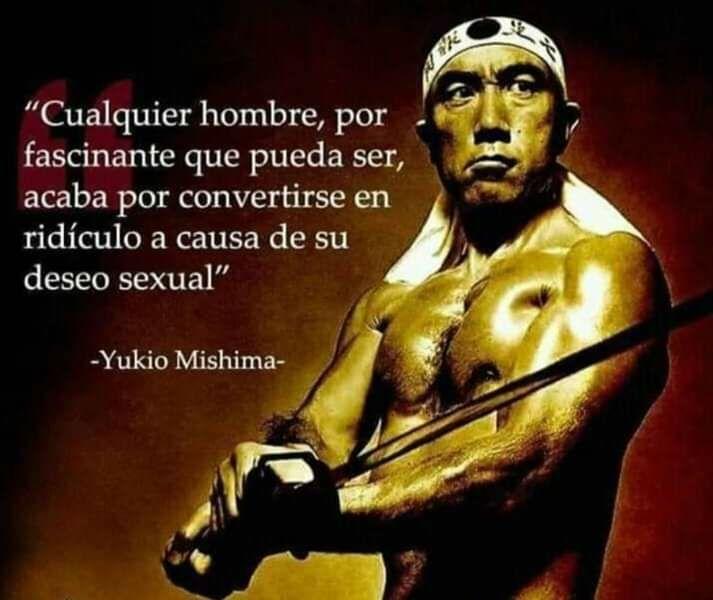 “Cualquier hombre, por
fascinante que pueda ser,
acaba por convertirse en
ridículo a causa de su
deseo sexual”
-Yukio Mishima-